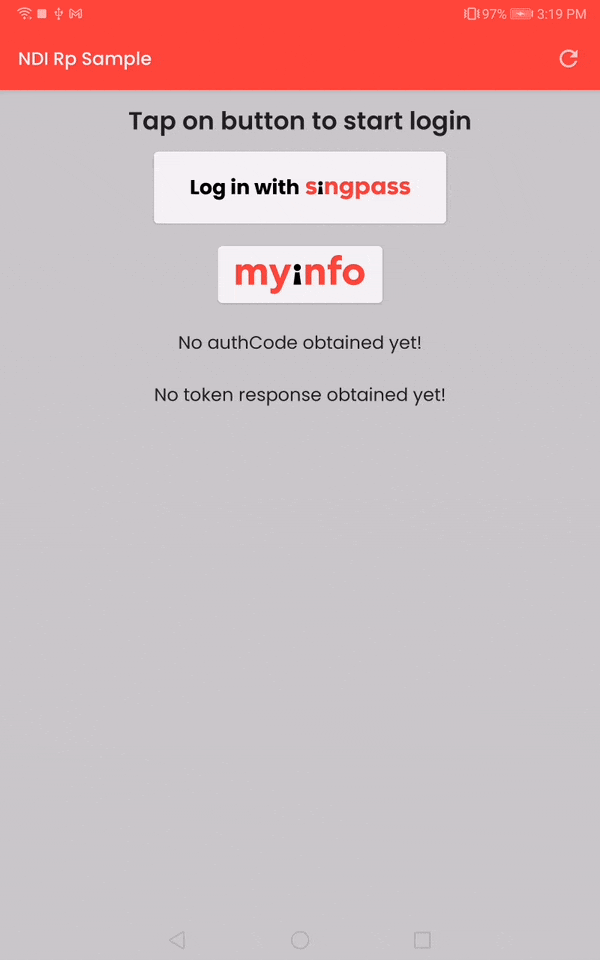 97% 3:19 PM
NDI Rp Sample
Tap on button to start login
Log in with singpass
myinfo
No authCode obtained yet!
No token response obtained yet!